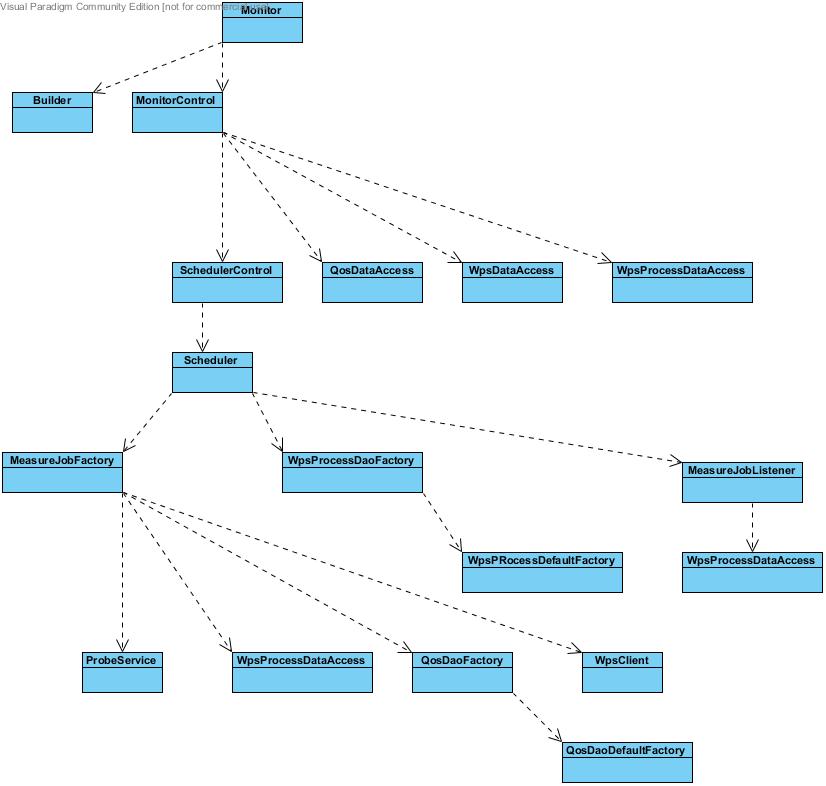 Visual Paradigm Community Edition [not for commercial use]
Monitor
Builder
MonitorControl
SchedulerControl
QosDataAccess
WpsDataAccess
WpsProcessDataAccess
Scheduler
MeasureJobFactory
WpsProcessDaoFactory
MeasureJobListener
WpsPRocessDefaultFactory
WpsProcessDataAccess
ProbeService
WpsProcessDataAccess
QosDaoFactory
WpsClient
QosDaoDefaultFactory